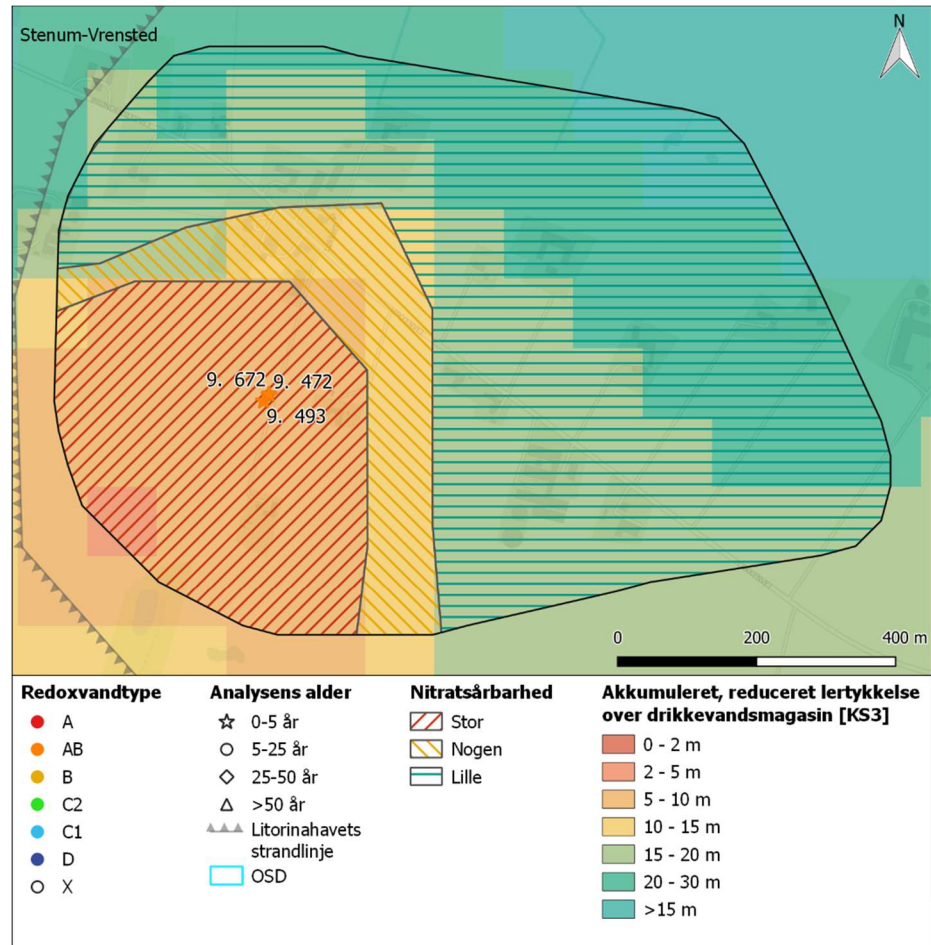 Stenum-Vrensted
N
9. 672 9. 472
9. 493
0 200 400 m
Redoxvandtype
A
AB
B
C2
C1
D
X
Analysens alder
0-5 år
5-25 år
25-50 år
>50 år
Litorinahavets
strandlinje
OSD
Nitratsårbarhed
Stor
Nogen
Lille
Akkumuleret, reduceret lertykkelse
over drikkevandsmagasin [KS3]
0 - 2 m
2 - 5 m
5 - 10 m
10 - 15 m
15 - 20 m
20 - 30 m
>15 m